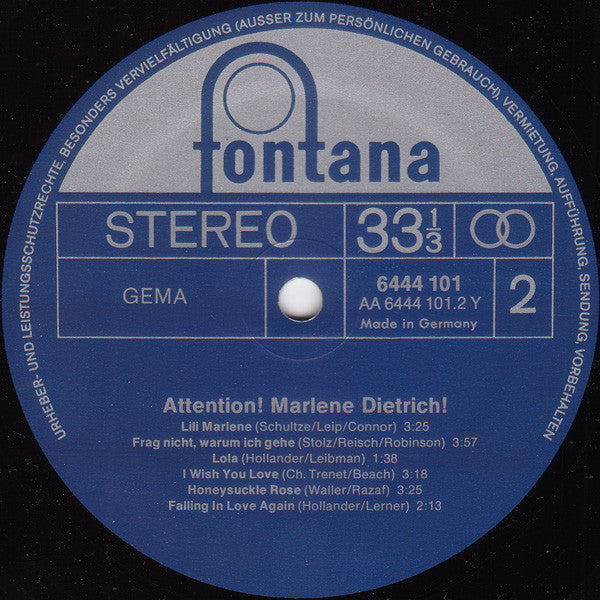 URHEBER- UND LEISTUNGSSCHUTZRECHTE, BESONDERS VERVIELFÄLTIGUNG (AUSSER ZUM PERSÖNLICHEN GEBRAUCH), VERMIETUNG, AUFFÜHRUNG, SENDUNG, VORBEHALTEN
fontana
STEREO 33 1/3
GEMA
6444 101
AA 6444 101.2 Y
Made in Germany
2
Attention! Marlene Dietrich!
Lili Marlene (Schultze/Leip/Connor) 3:25
Frag nicht, warum ich gehe (Stolz/Reisch/Robinson) 3:57
Lola (Hollander/Leibman) 1:38
I Wish You Love (Ch. Trenet/Beach) 3:18
Honeysuckle Rose (Waller/Razaf) 3:25
Falling In Love Again (Hollander/Lerner) 2:13